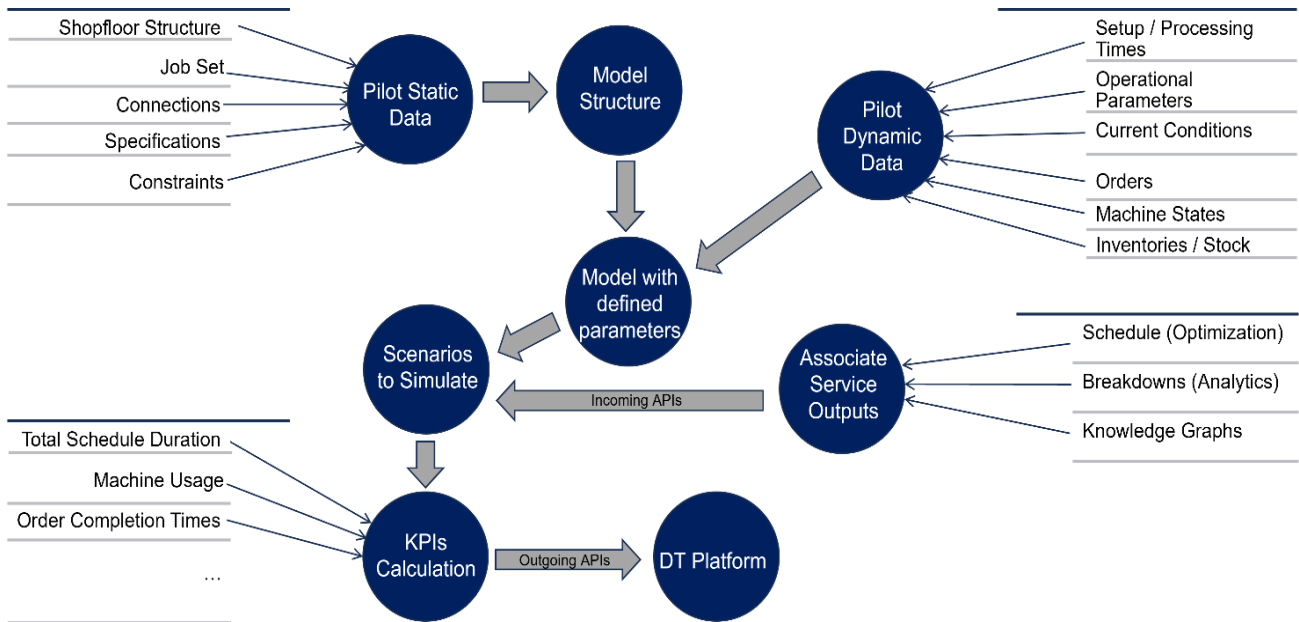 Shopfloor Structure
Job Set
Connections
Specifications
Constraints
Pilot Static
Data
Model
Structure
Pilot
Dynamic
Data
Setup / Processing
Times
Operational
Parameters
Current Conditions
Orders
Machine States
Inventories / Stock
Model with
defined
parameters
Scenarios
to Simulate
Incoming APIs
Associate
Service
Outputs
Schedule (Optimization)
Breakdowns (Analytics)
Knowledge Graphs
Total Schedule Duration
Machine Usage
Order Completion Times
...
KPIs
Calculation
Outgoing APIs
DT Platform